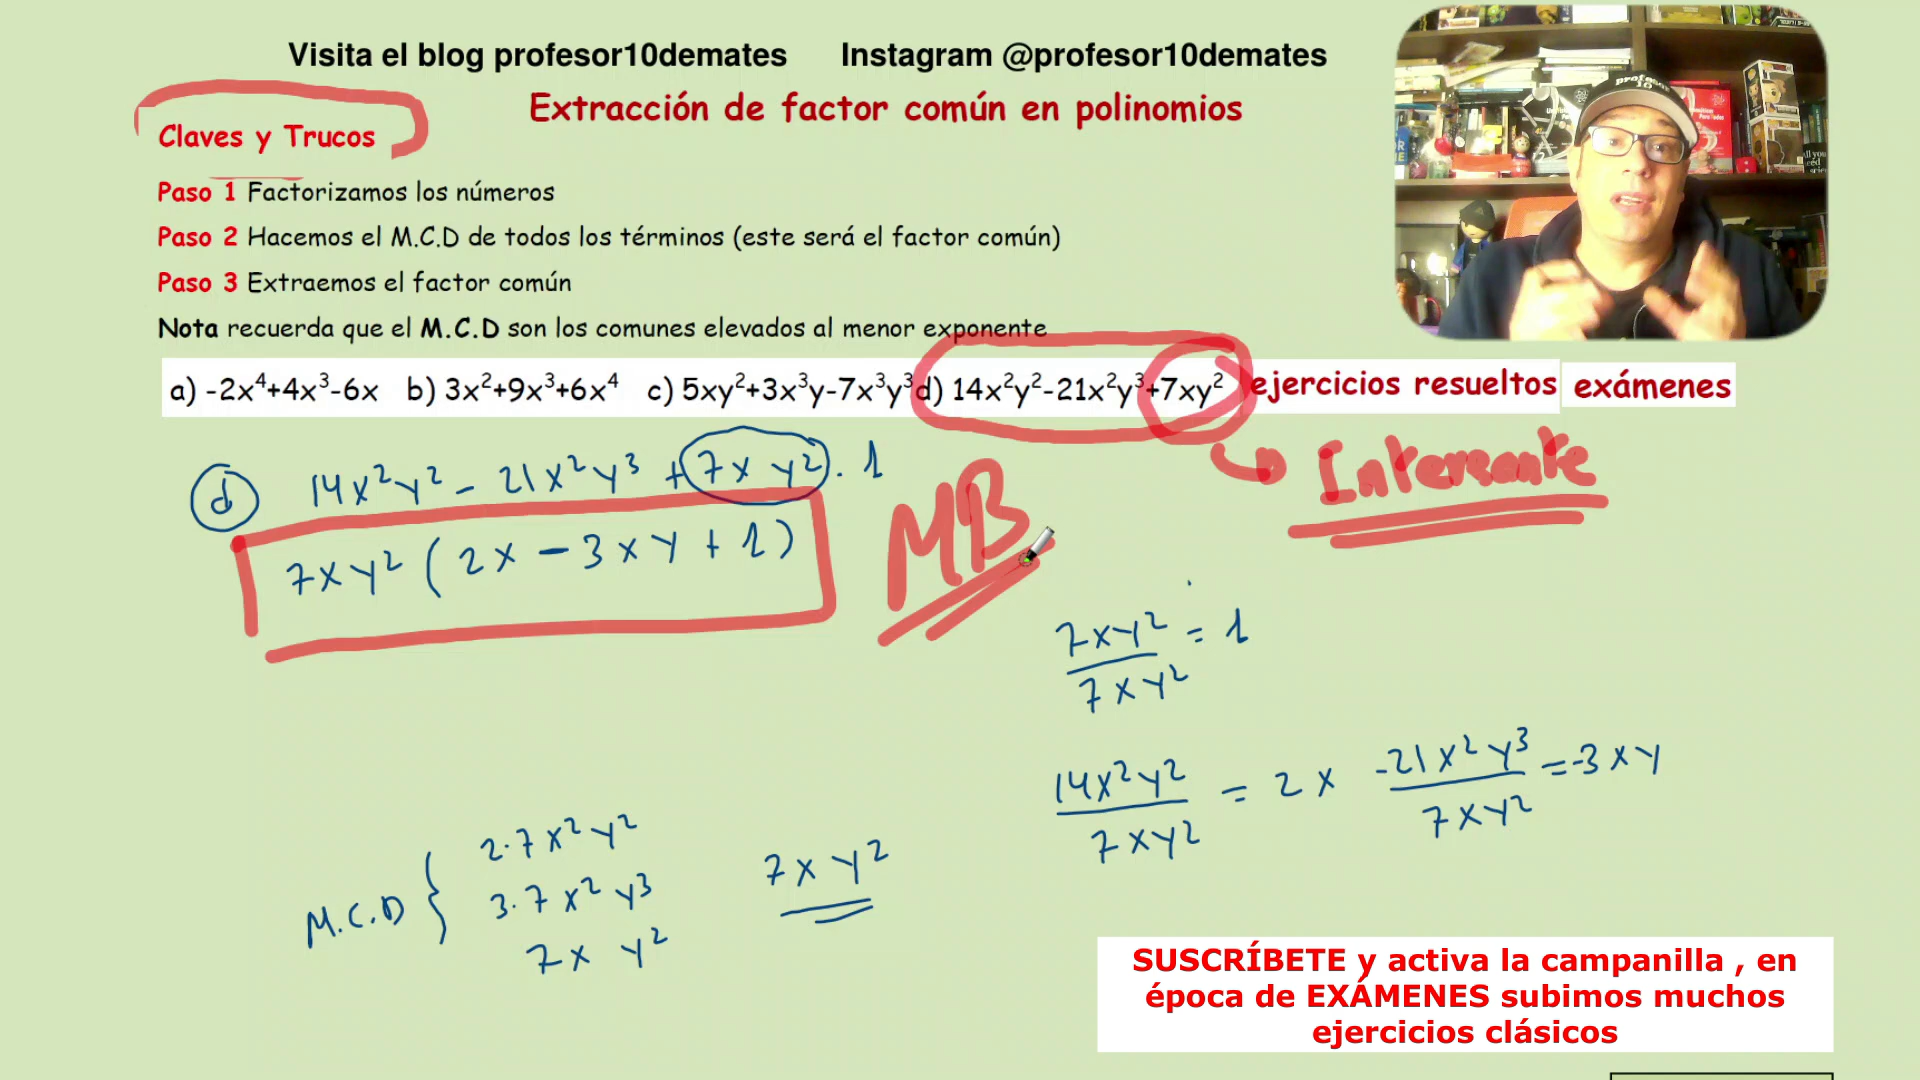 Visita el blog profesor10demates Instagram @profesor10demates
Extracción de factor común en polinomios
Claves y Trucos
Paso 1 Factorizamos los números
Paso 2 Hacemos el M.C.D de todos los términos (este será el factor común)
Paso 3 Extraemos el factor común
Nota recuerda que el M.C.D son los comunes elevados al menor exponente
a) -2x⁴+4x³-6x b) 3x²+9x³+6x⁴ c) 5xy²+3x³y-7x³y³ d) 14x²y²-21x²y³+7xy² ejercicios resueltos exámenes
Interesante
d 14x²y² - 21x²y³ + 7xy² · 1
MB
7xy² (2x - 3xy + 1)
7xy²/7xy² = 1
14x²y²/7xy² = 2x -21x²y³/7xy² = -3xy
M.C.D { 2·7x²y²
3·7x²y³
7x y²
7xy²
SUSCRÍBETE y activa la campanilla , en
época de EXÁMENES subimos muchos
ejercicios clásicos